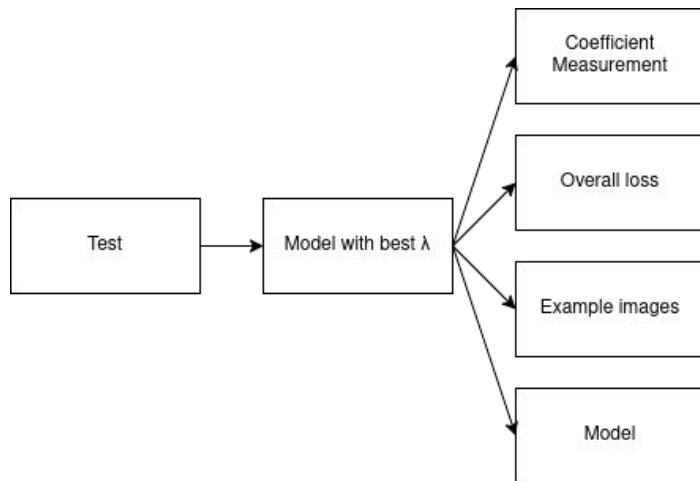 Coefficient
Measurement
Overall loss
Test
Model with best λ
Example images
Model